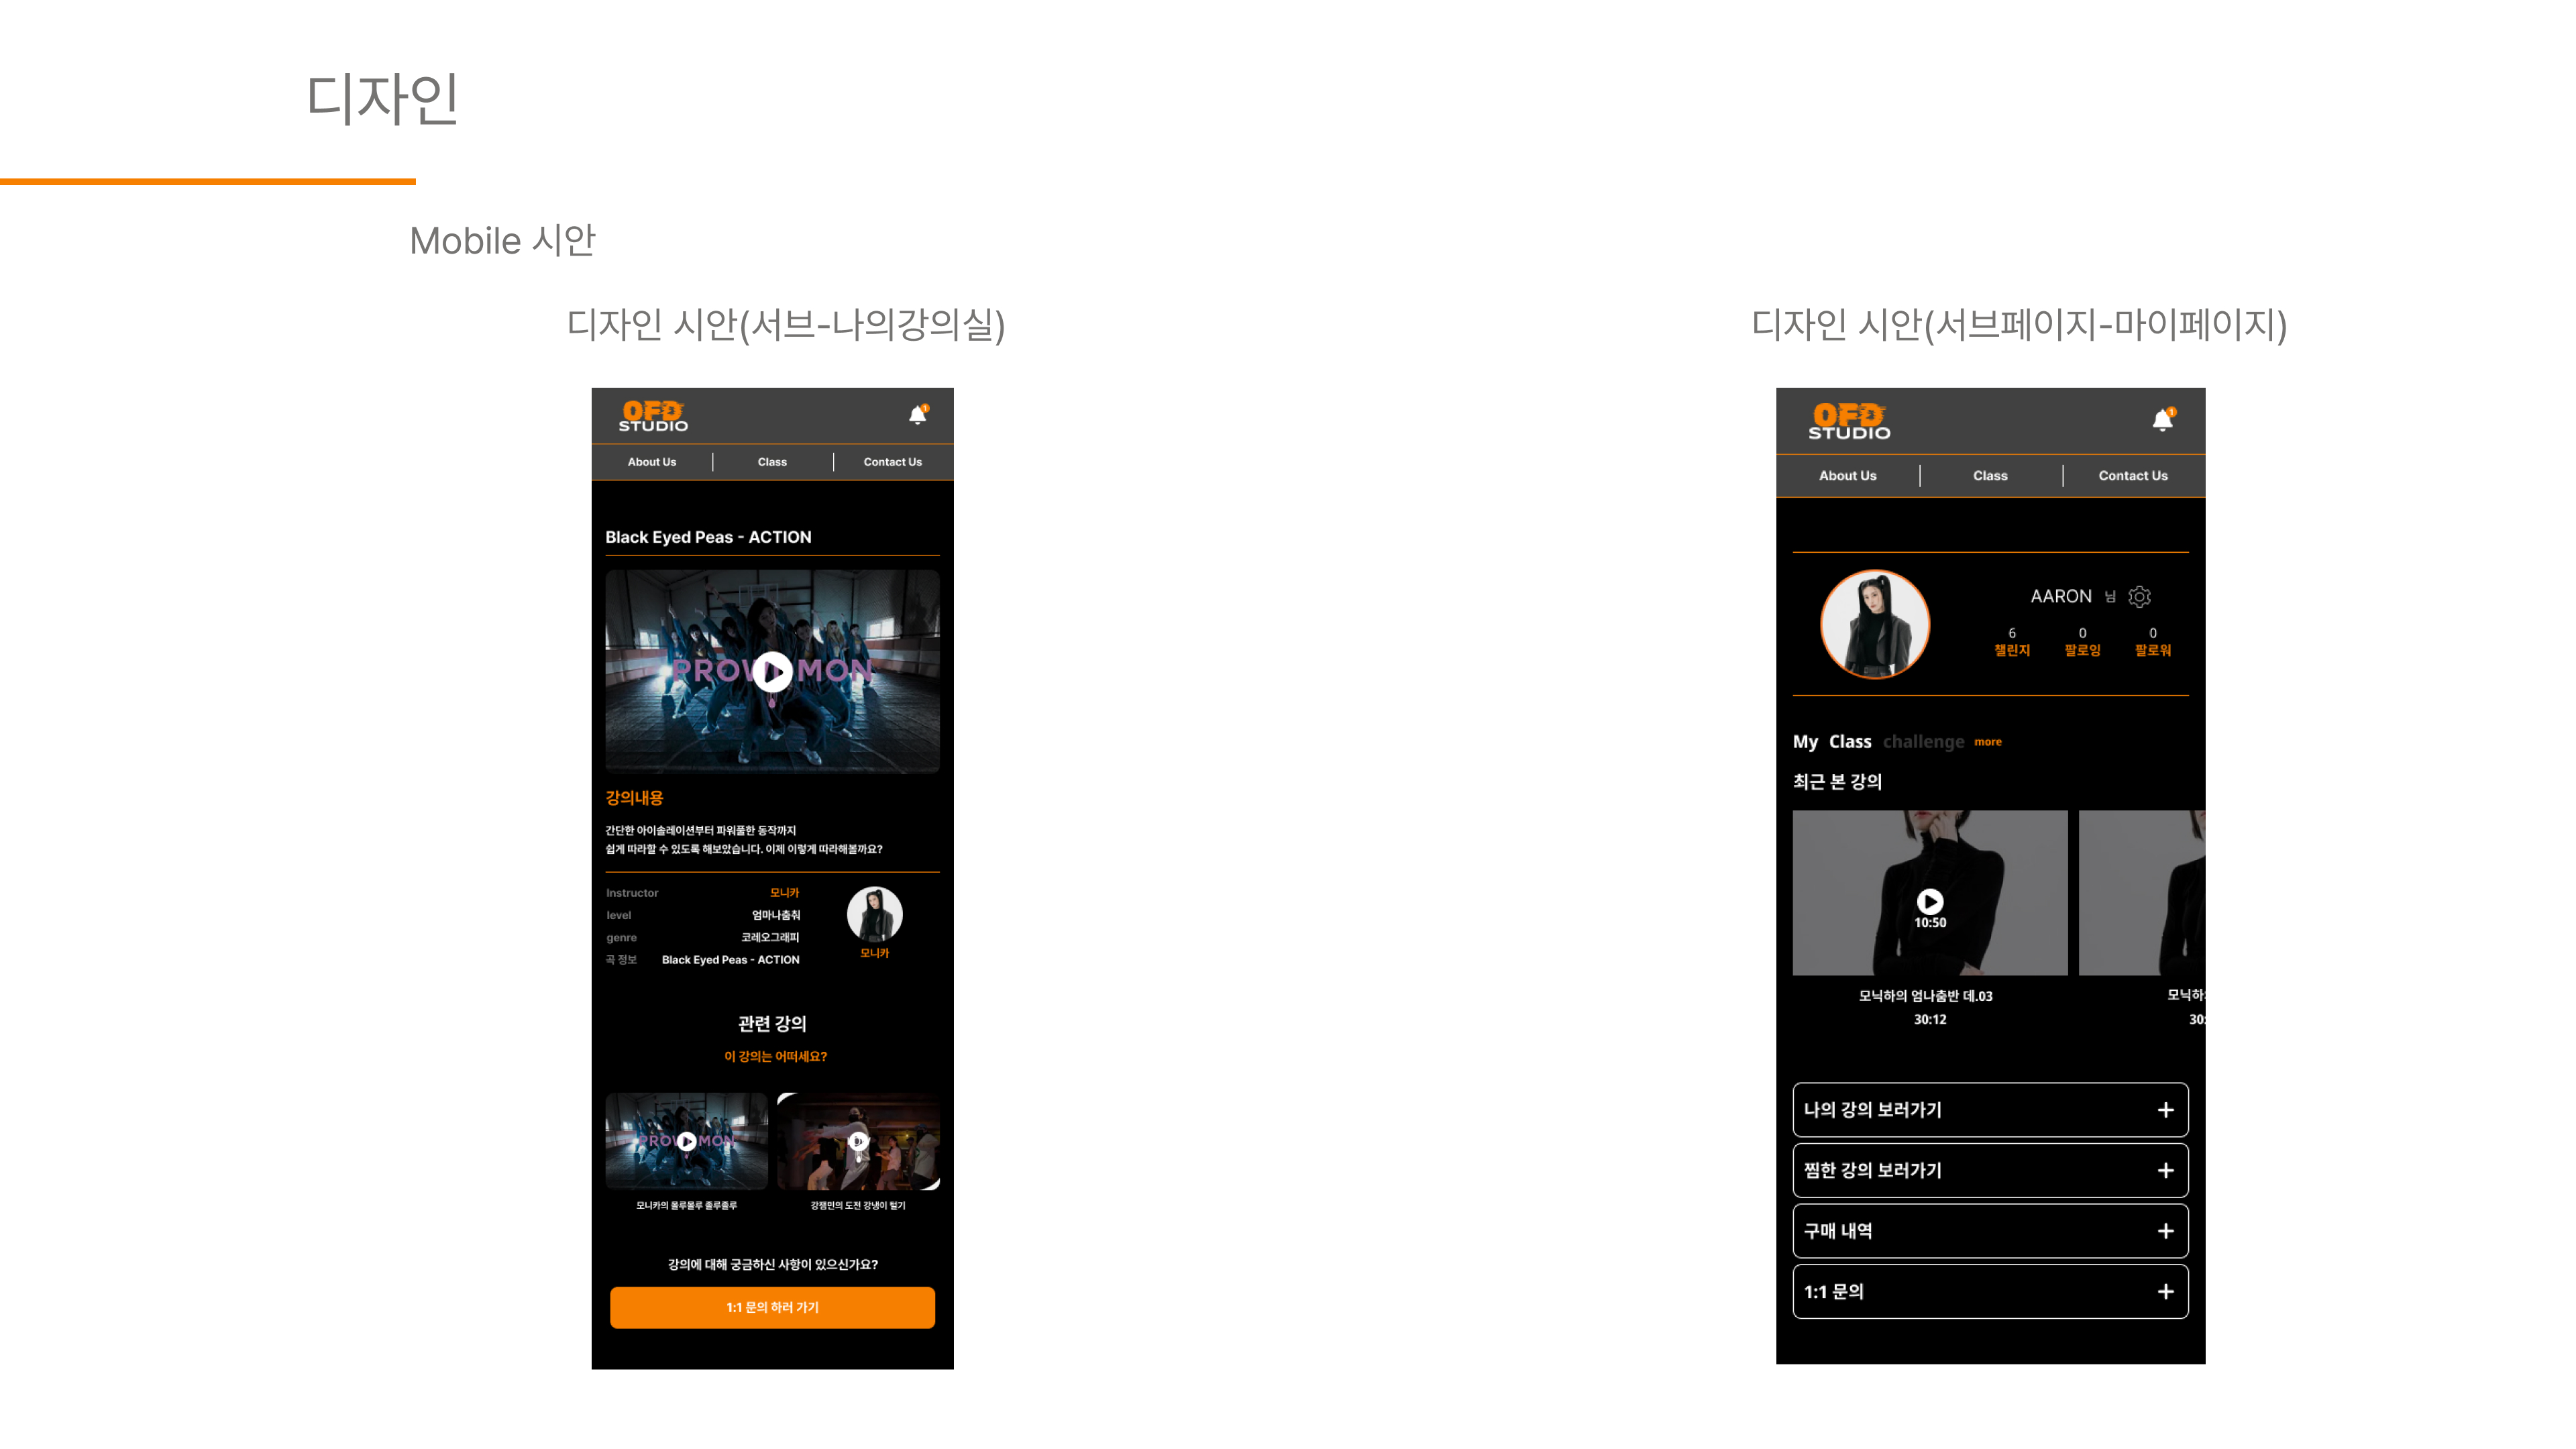 디자인
Mobile 시안
디자인 시안(서브-나의강의실)
OFD
STUDIO
1
About Us
Class
Contact Us
Black Eyed Peas - ACTION
강의내용
간단한 아이솔레이션부터 파워풀한 동작까지
쉽게 따라할 수 있도록 해보았습니다. 이제 이렇게 따라해볼까요?
Instructor 모니카
level 엄마나춤춰
genre 코레오그래피
곡 정보 Black Eyed Peas - ACTION
모니카
관련 강의
이 강의는 어떠세요?
모니카의 몰루몰루 졸루졸루
강잼민의 도전 강냉이 털기
강의에 대해 궁금하신 사항이 있으신가요?
1:1 문의 하러 가기
디자인 시안(서브페이지-마이페이지)
OFD
STUDIO
1
About Us
Class
Contact Us
AARON 님
6 0 0
챌린지 팔로잉 팔로워
My Class challenge more
최근 본 강의
10:50
모닉하의 엄나춤반 데.03
30:12
모닉하
30:
나의 강의 보러가기 +
찜한 강의 보러가기 +
구매 내역 +
1:1 문의 +